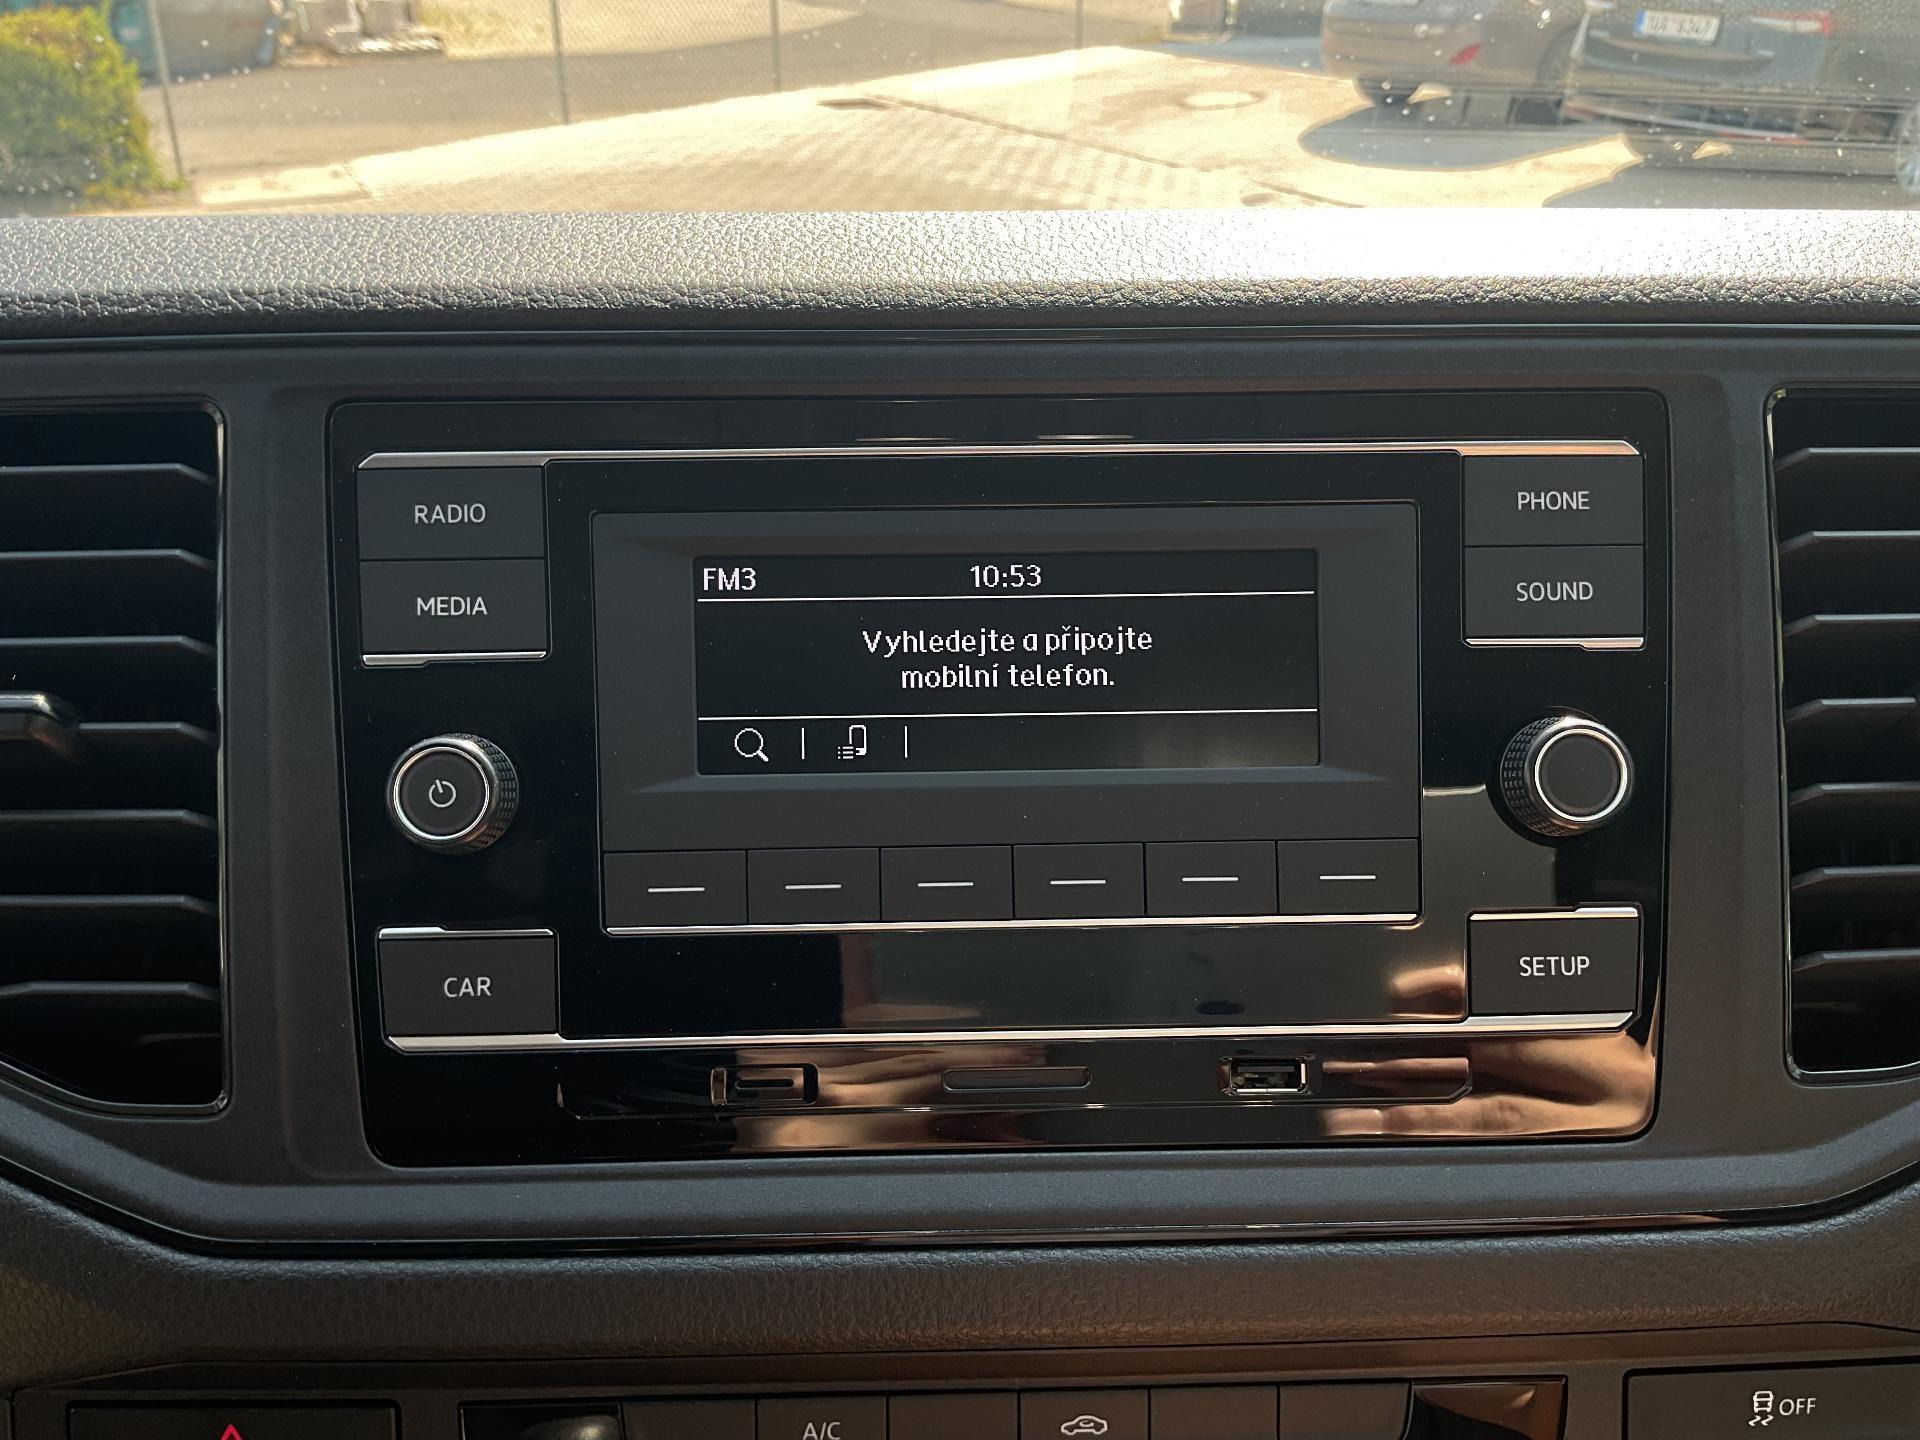 RADIO
MEDIA
PHONE
SOUND
FM3 10:53
Vyhledejte a připojte
mobilní telefon.
CAR
SETUP
A/C
OFF